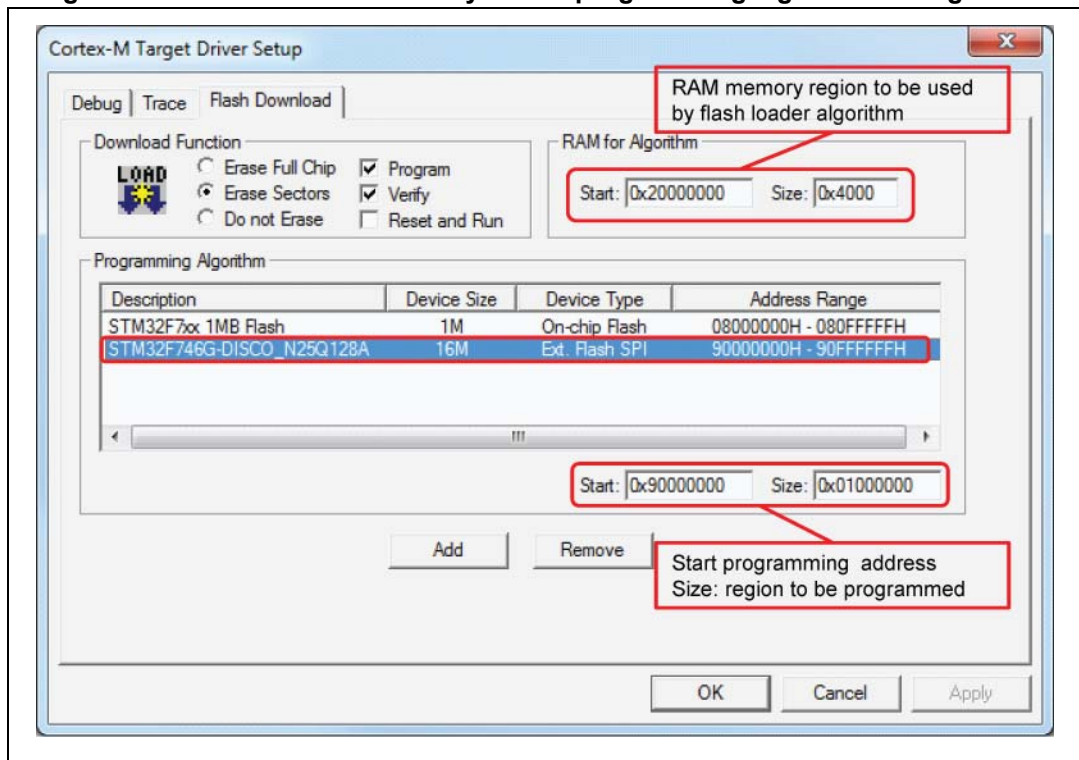 Cortex-M Target Driver Setup
RAM memory region to be used
by flash loader algorithm
Debug Trace Flash Download
Download Function
LOAD
Erase Full Chip
Program
Erase Sectors
Verify
Do not Erase
Reset and Run
RAM for Algorithm
Start: 0x20000000 Size: 0x4000
Programming Algorithm
Description Device Size Device Type Address Range
STM32F7xx 1MB Flash 1M On-chip Flash 08000000H - 080FFFFFH
STM32F746G-DISCO_N25Q128A 16M Ext. Flash SPI 90000000H - 90FFFFFFH
Start: 0x90000000 Size: 0x01000000
Add Remove
Start programming address
Size: region to be programmed
OK Cancel Apply